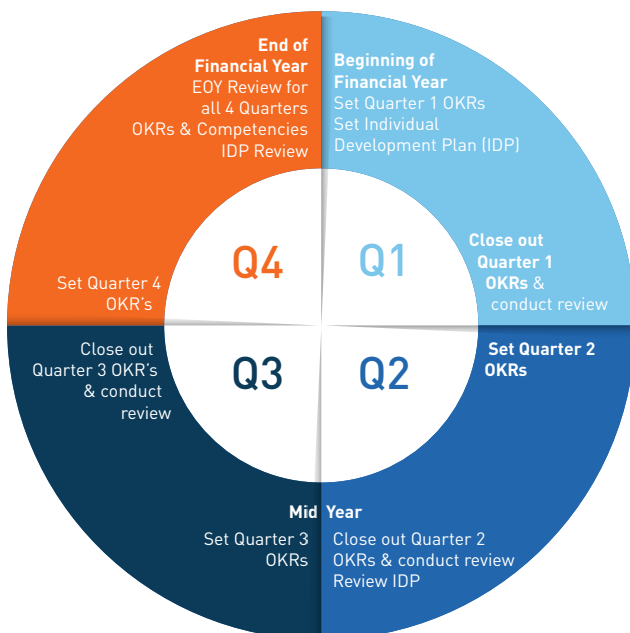 End of
Financial Year
EOY Review for
all 4 Quarters
OKRs & Competencies
IDP Review
Beginning of
Financial Year
Set Quarter 1 OKRs
Set Individual
Development Plan (IDP)
Q4
Q1
Close out
Quarter 1
OKRs &
conduct review
Set Quarter 4
OKR's
Close out
Quarter 3 OKR's
& conduct
review
Q3
Q2
Set Quarter 2
OKRs
Mid Year
Set Quarter 3
OKRs
Close out Quarter 2
OKRs & conduct review
Review IDP